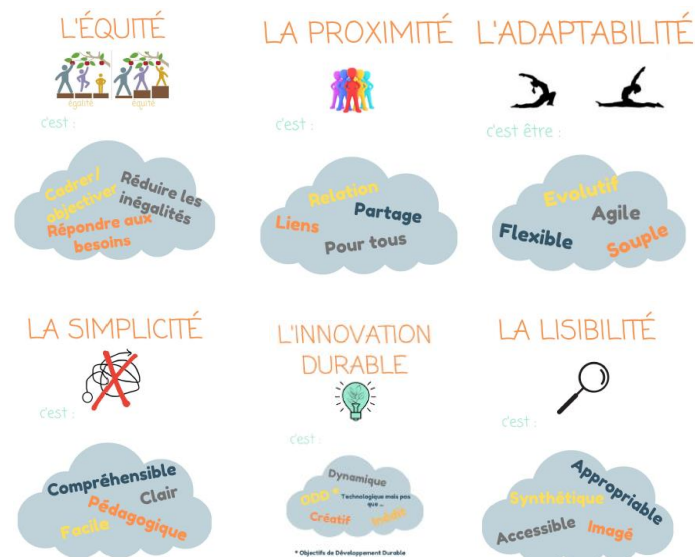 L'ÉQUITÉ
égalité
équité
c'est :
Cadrer/
objectiver
Réduire les
inégalités
Répondre aux
besoins
LA PROXIMITÉ
c'est :
Relation
Partage
Liens
Pour tous
L'ADAPTABILITÉ
c'est être :
Evolutif
Agile
Flexible
Souple
LA SIMPLICITÉ
c'est :
Compréhensible
Clair
Pédagogique
Facile
L'INNOVATION
DURABLE
c'est :
Dynamique
ODD *
Technologique mais pas
que ...
Créatif
Inédit
* Objectifs de Développement Durable
LA LISIBILITÉ
c'est :
Appropriable
Synthétique
Accessible
Imagé